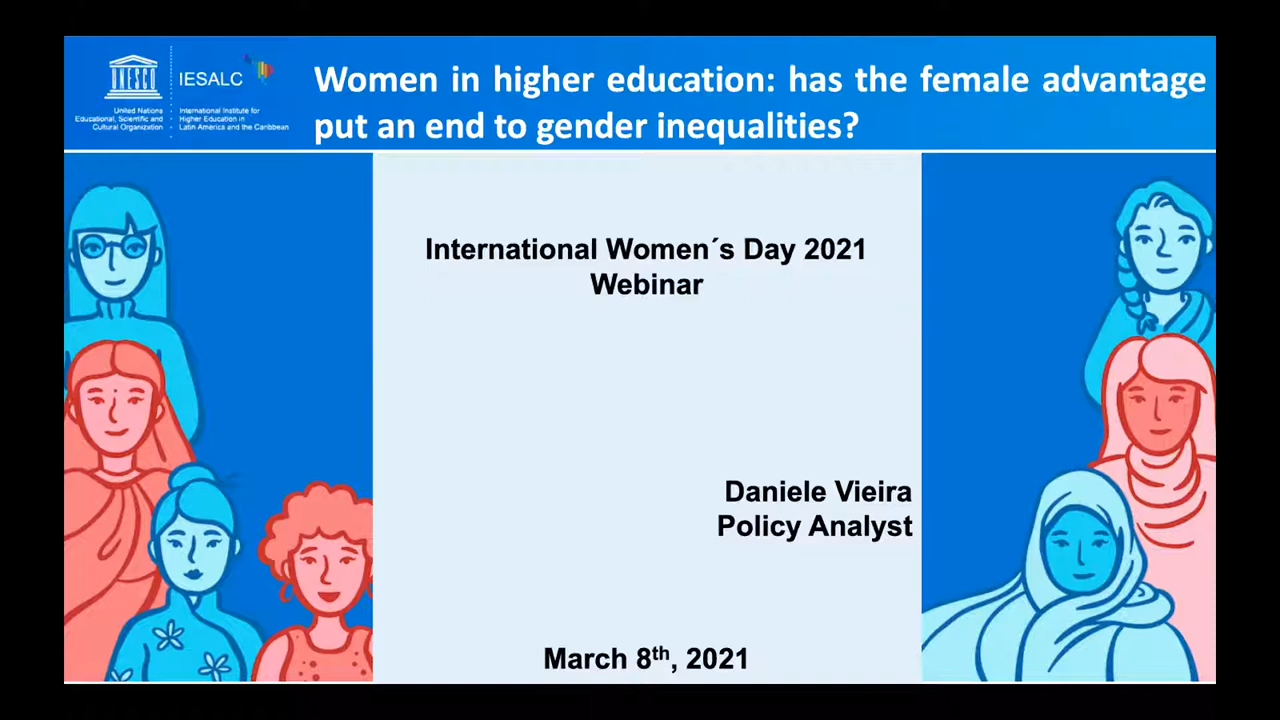 UNESCO
IESALC
United Nations
Educational, Scientific and
Cultural Organization
International Institute for
Higher Education in
Latin America and the Caribbean
Women in higher education: has the female advantage
put an end to gender inequalities?
International Women´s Day 2021
Webinar
Daniele Vieira
Policy Analyst
March 8th, 2021